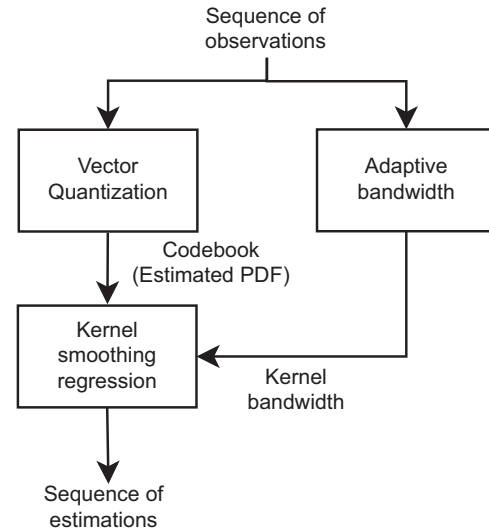 Sequence of
observations
Vector
Quantization
Adaptive
bandwidth
Codebook
(Estimated PDF)
Kernel
smoothing
regression
Kernel
bandwidth
Sequence of
estimations